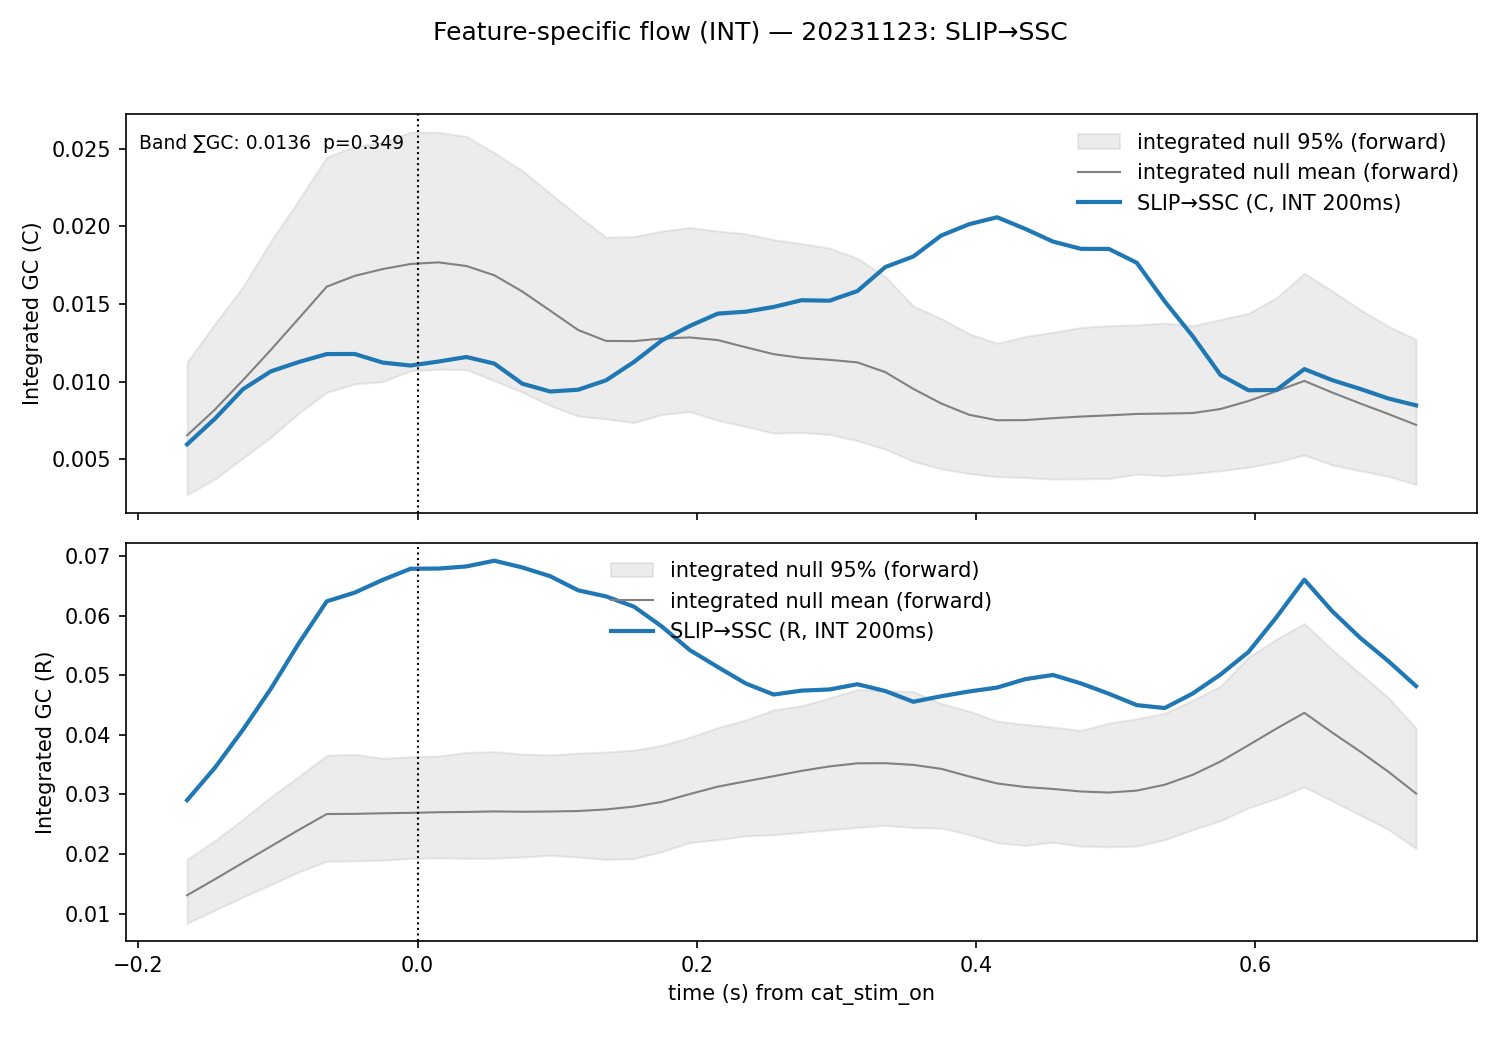 Feature-specific flow (INT) — 20231123: SLIP→SSC
Band ∑GC: 0.0136  p=0.349
integrated null 95% (forward)
integrated null mean (forward)
SLIP→SSC (C, INT 200ms)
Integrated GC (C)
0.025
0.020
0.015
0.010
0.005
integrated null 95% (forward)
integrated null mean (forward)
SLIP→SSC (R, INT 200ms)
Integrated GC (R)
0.07
0.06
0.05
0.04
0.03
0.02
0.01
−0.2
0.0
0.2
0.4
0.6
time (s) from cat_stim_on